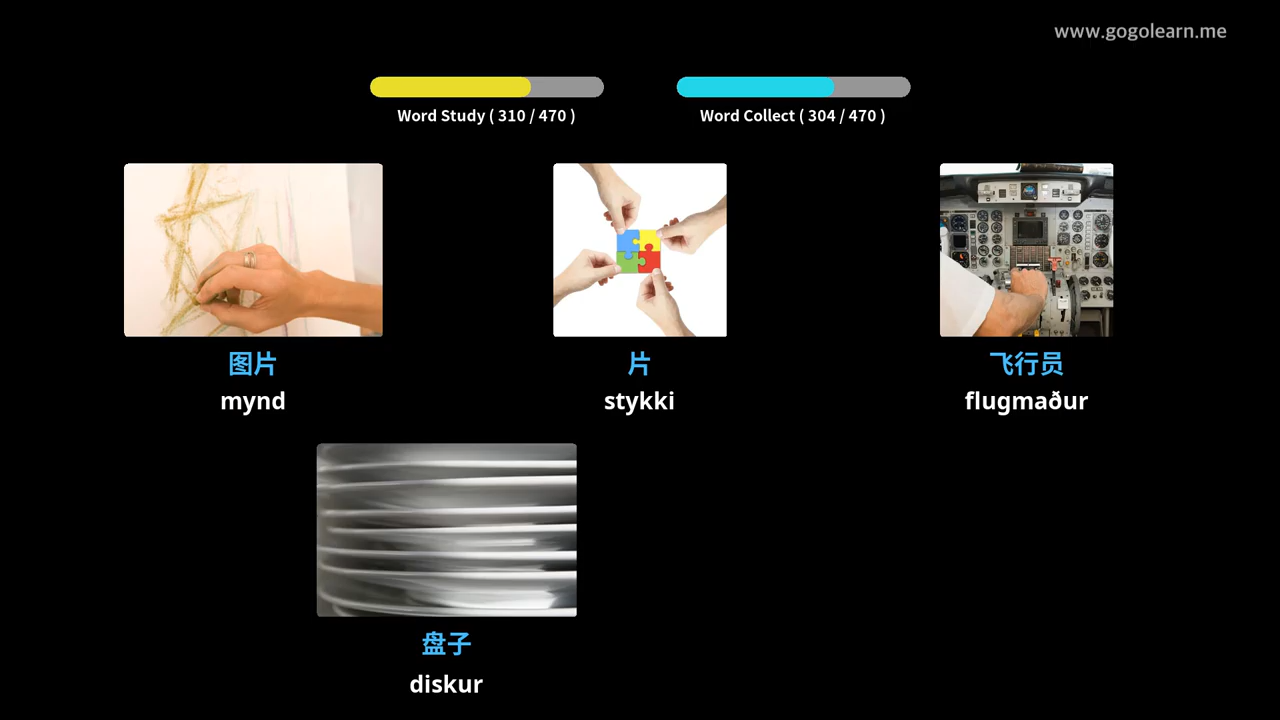 www.gogolearn.me
Word Study ( 310 / 470 )
Word Collect ( 304 / 470 )
图片
mynd
片
stykki
飞行员
flugmaður
盘子
diskur